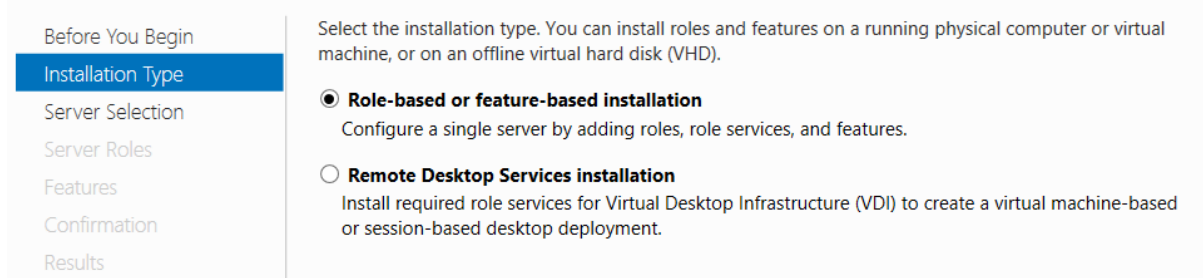 Before You Begin
Installation Type
Server Selection
Server Roles
Features
Confirmation
Results
Select the installation type. You can install roles and features on a running physical computer or virtual
machine, or on an offline virtual hard disk (VHD).
Role-based or feature-based installation
Configure a single server by adding roles, role services, and features.
Remote Desktop Services installation
Install required role services for Virtual Desktop Infrastructure (VDI) to create a virtual machine-based
or session-based desktop deployment.